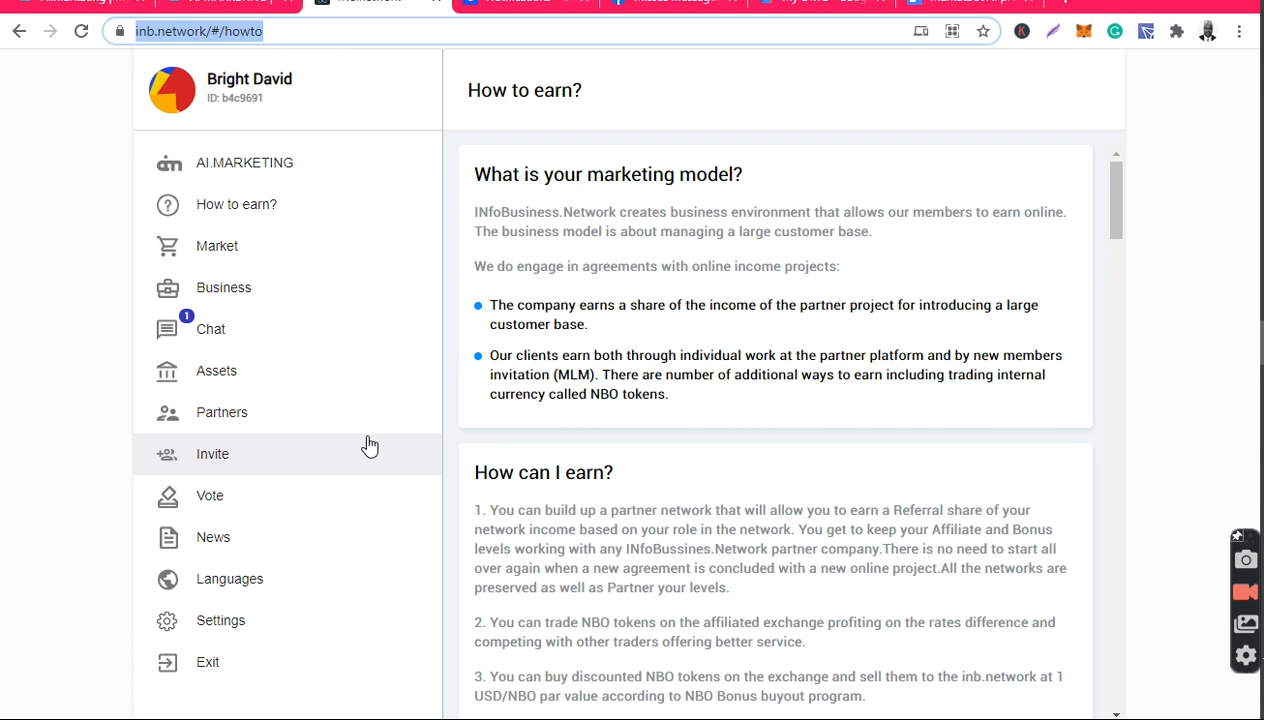 inb.network/#/howto
Bright David
ID: b4c9691
How to earn?
AI.MARKETING
How to earn?
Market
Business
1
Chat
Assets
Partners
Invite
Vote
News
Languages
Settings
Exit
What is your marketing model?
INfoBusiness.Network creates business environment that allows our members to earn online.
The business model is about managing a large customer base.
We do engage in agreements with online income projects:
The company earns a share of the income of the partner project for introducing a large
customer base.
Our clients earn both through individual work at the partner platform and by new members
invitation (MLM). There are number of additional ways to earn including trading internal
currency called NBO tokens.
How can I earn?
1. You can build up a partner network that will allow you to earn a Referral share of your
network income based on your role in the network. You get to keep your Affiliate and Bonus
levels working with any INfoBussines.Network partner company.There is no need to start all
over again when a new agreement is concluded with a new online project.All the networks are
preserved as well as Partner your levels.
2. You can trade NBO tokens on the affiliated exchange profiting on the rates difference and
competing with other traders offering better service.
3. You can buy discounted NBO tokens on the exchange and sell them to the inb.network at 1
USD/NBO par value according to NBO Bonus buyout program.